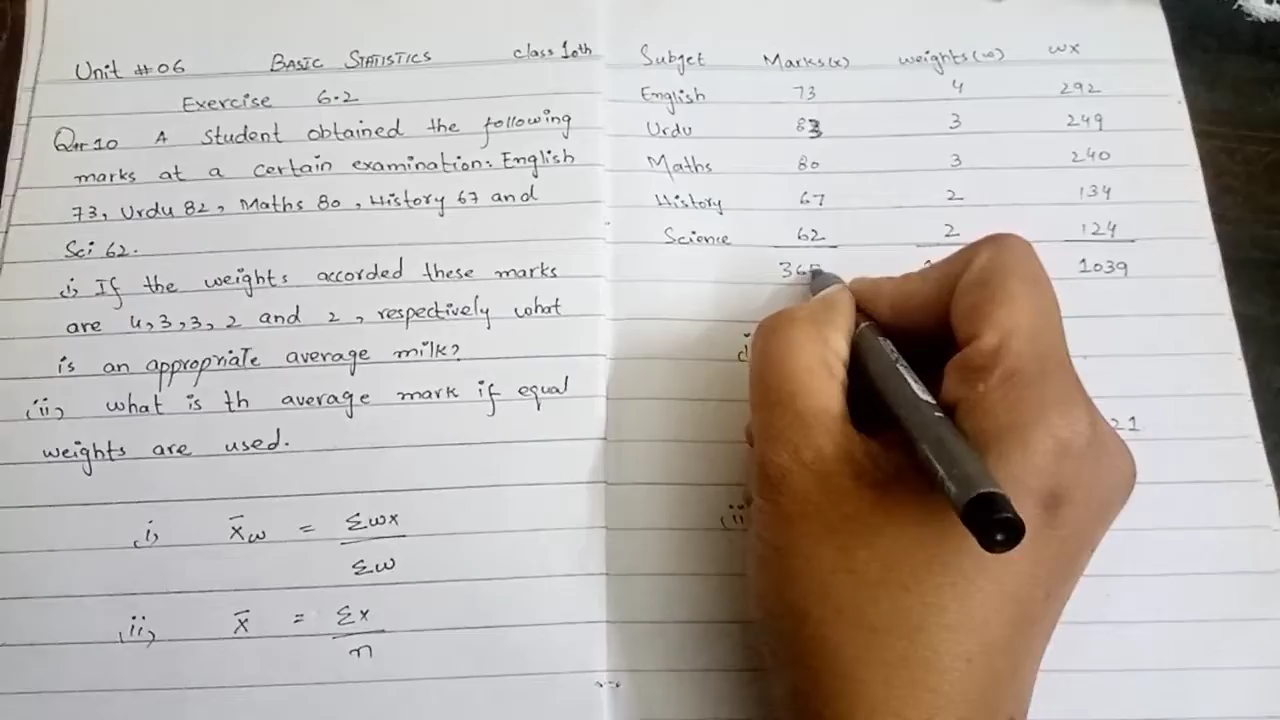 Unit #06 BASIC STATISTICS class 10th
Exercise 6.2
Q#10 A student obtained the following
marks at a certain examination: English
73, Urdu 82, Maths 80, History 67 and
Sci 62.
(i) If the weights accorded these marks
are 4,3,3,2 and 2, respectively what
is an appropriate average milk?
(ii) what is th average mark if equal
weights are used.
(i) x̄w = Σwx
Σw
(ii) x̄ = Σx
n
Subjet Marks(x) weights(w) wx
English 73 4 292
Urdu 83 3 249
Maths 80 3 240
History 67 2 134
Science 62 2 124
365 1039
21
(ii